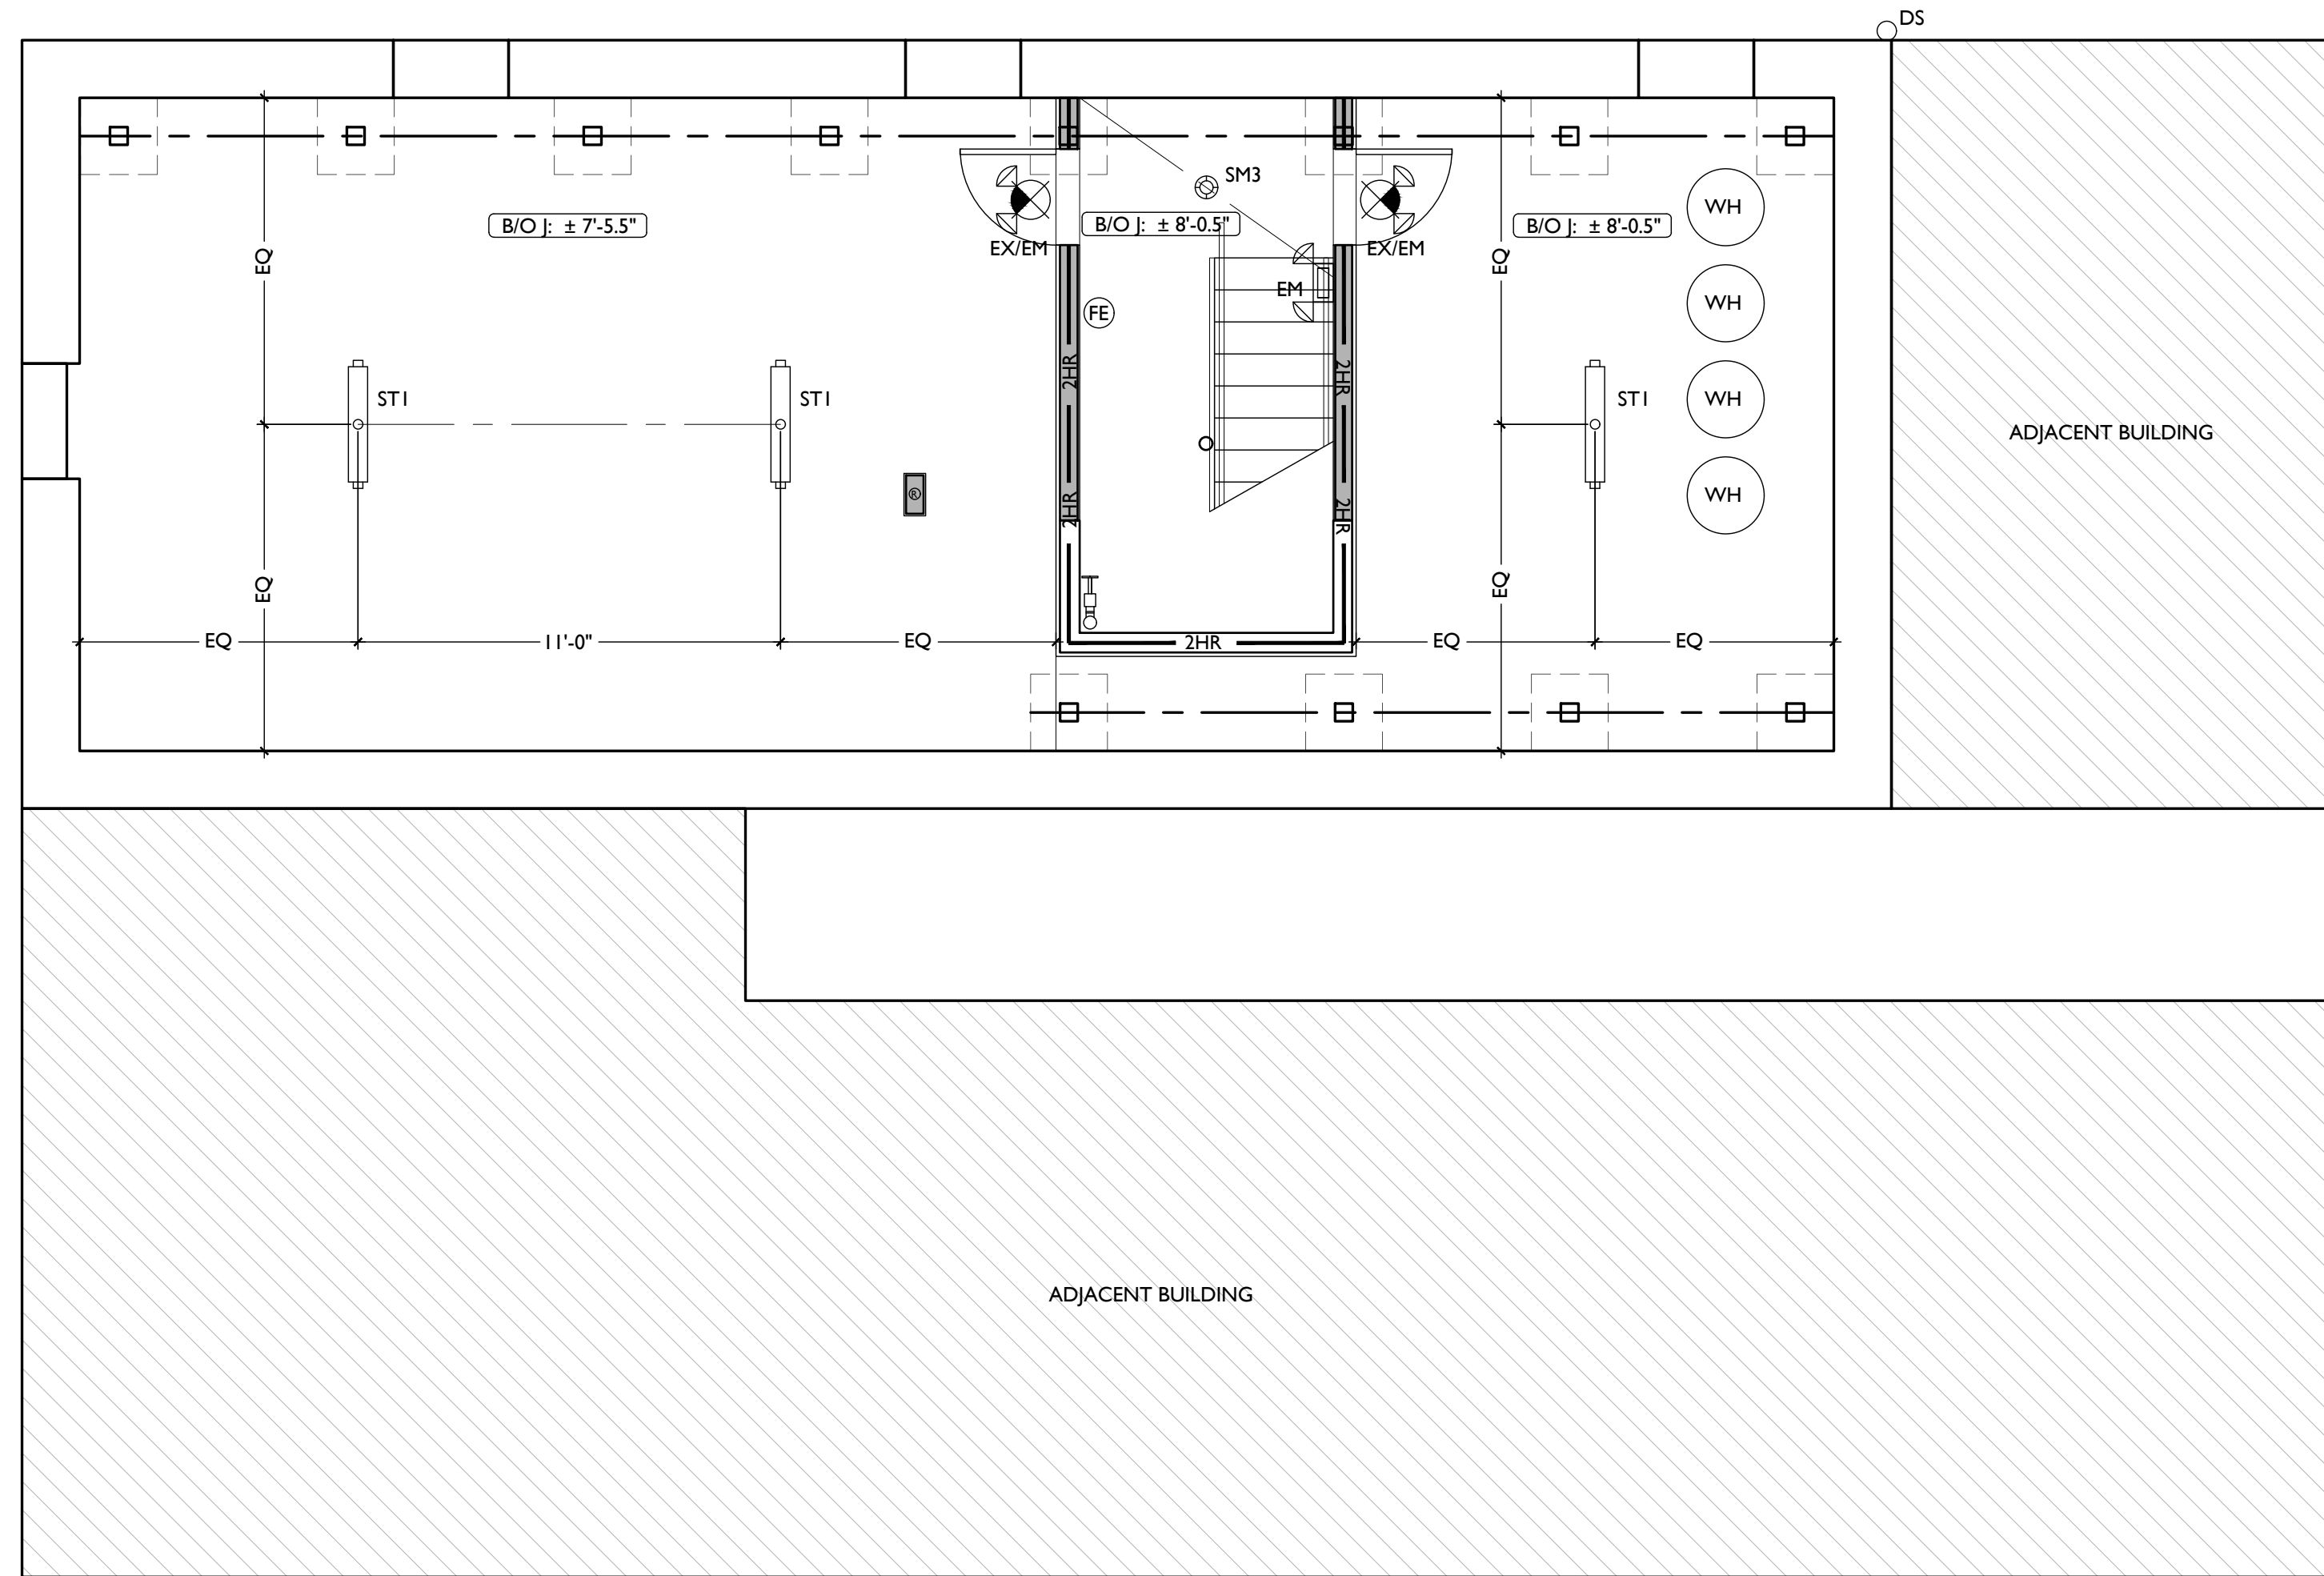 DS
SM3
B/O J: ± 7'-5.5"
B/O J: ± 8'-0.5"
B/O J: ± 8'-0.5"
WH
EX/EM
EX/EM
EQ
EQ
EM
WH
FE
2HR
2HR
ST1
ST1
ST1
WH
ADJACENT BUILDING
WH
®
2HR
2HR
EQ
EQ
EQ
11'-0"
EQ
2HR
EQ
EQ
ADJACENT BUILDING